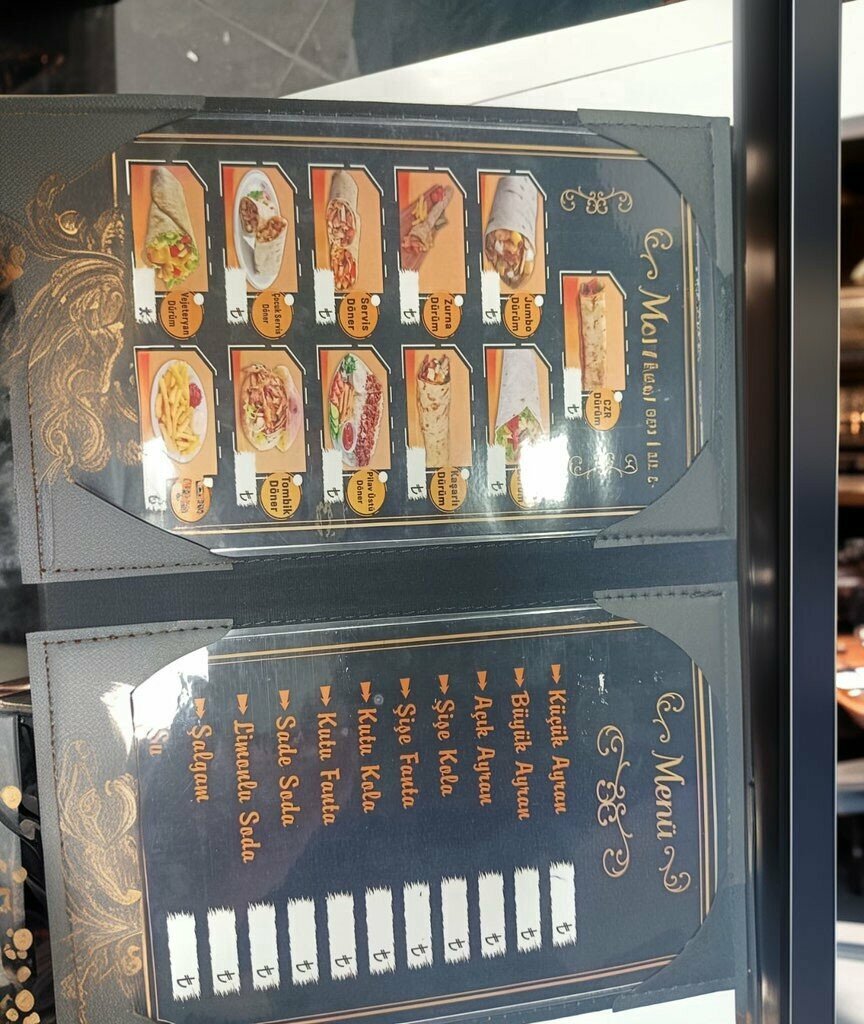 CZR
Dürüm
₺
Jumbo
Dürüm
₺
₺
Zurna
Dürüm
₺
Kaşarlı
Dürüm
₺
Servis
Döner
₺
Pilav Üstü
Döner
₺
Çocuk Servis
Döner
₺
Tombik
Döner
₺
Vejeteryan
Dürüm
₺
₺
Menü
Küçük Ayran ₺
Büyük Ayran ₺
Açık Ayran ₺
Şişe Kola ₺
Şişe Fanta ₺
Kutu Kola ₺
Kutu Fanta ₺
Sade Soda ₺
Limonlu Soda ₺
Şalgam ₺
Su